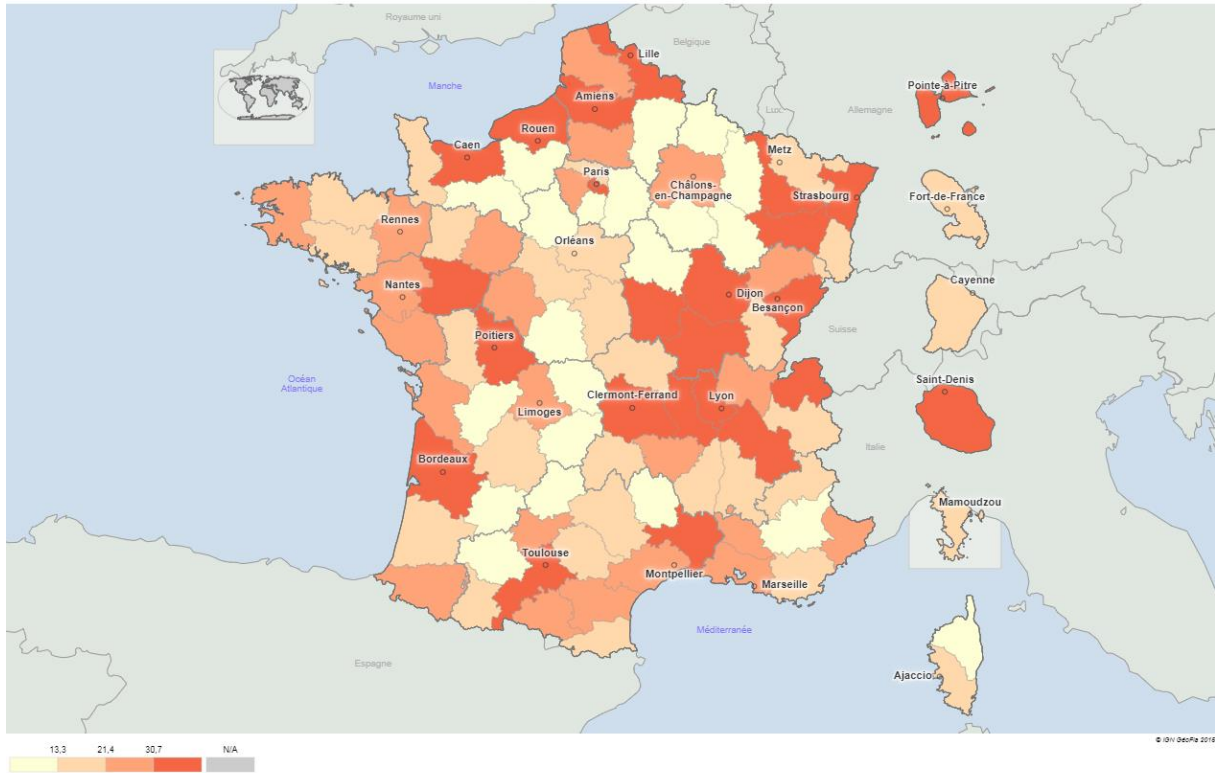 Royaume uni
Belgique
Lille
Manche
Amiens
Lux.
Allemagne
Pointe-à-Pitre
Rouen
Caen
Metz
Paris
Châlons-
en-Champagne
Strasbourg
Fort-de-France
Rennes
Orléans
Nantes
Dijon
Besançon
Cayenne
Poitiers
Suisse
Océan
Atlantique
Clermont-Ferrand
Lyon
Saint-Denis
Limoges
Italie
Bordeaux
Mamoudzou
Toulouse
Montpellier
Marseille
Méditerranée
Espagne
Ajaccio
© IGN GéoFla 2015
13,3 21,4 30,7 N/A